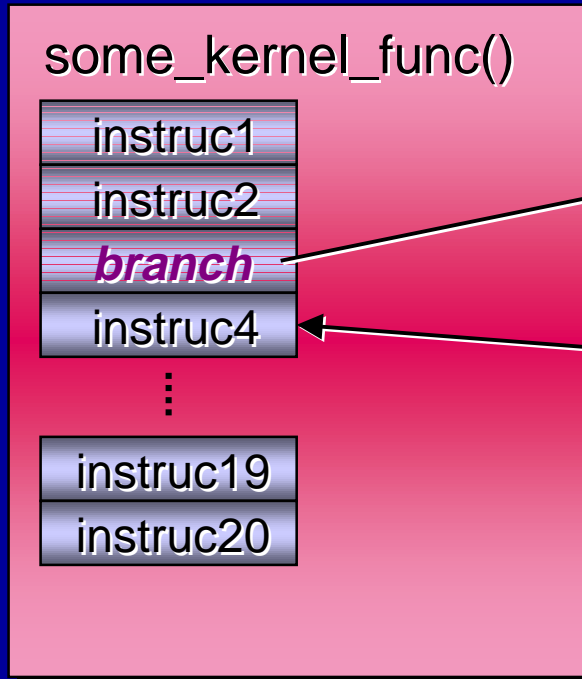 some_kernel_func()
instruc1
instruc2
branch
instruc4
....
instruc19
instruc20